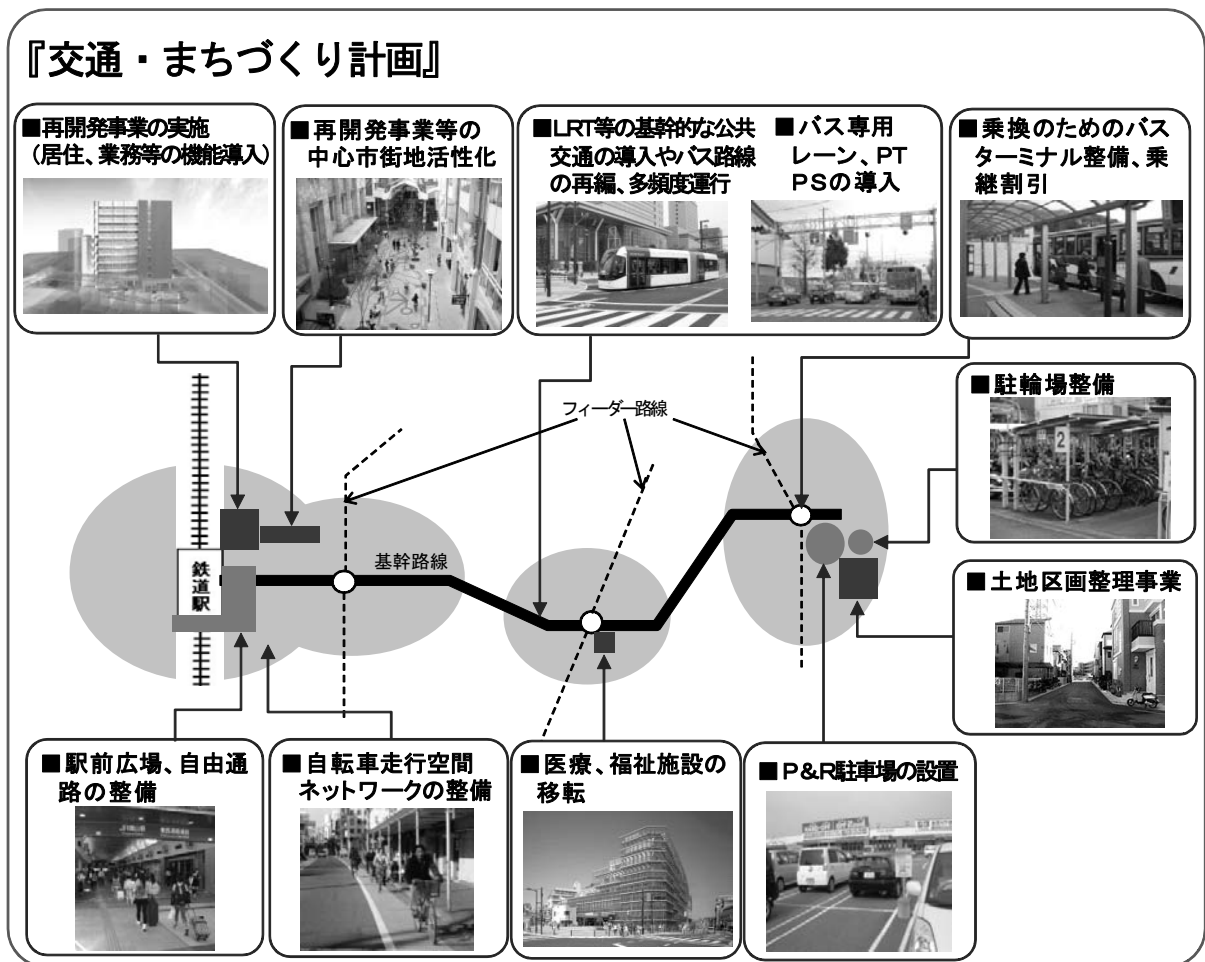 『交通・まちづくり計画』
■再開発事業の実施
（居住、業務等の機能導入）
■再開発事業等の
中心市街地活性化
■LRT等の基幹的な公共
交通の導入やバス路線
の再編、多頻度運行
■バス専用
レーン、PT
PSの導入
■乗換のためのバス
ターミナル整備、乗
継割引
フィーダー路線
■駐輪場整備
2
基幹路線
鉄道駅
■土地区画整理事業
■駅前広場、自由通
路の整備
■自転車走行空間
ネットワークの整備
■医療、福祉施設の
移転
■P&R駐車場の設置